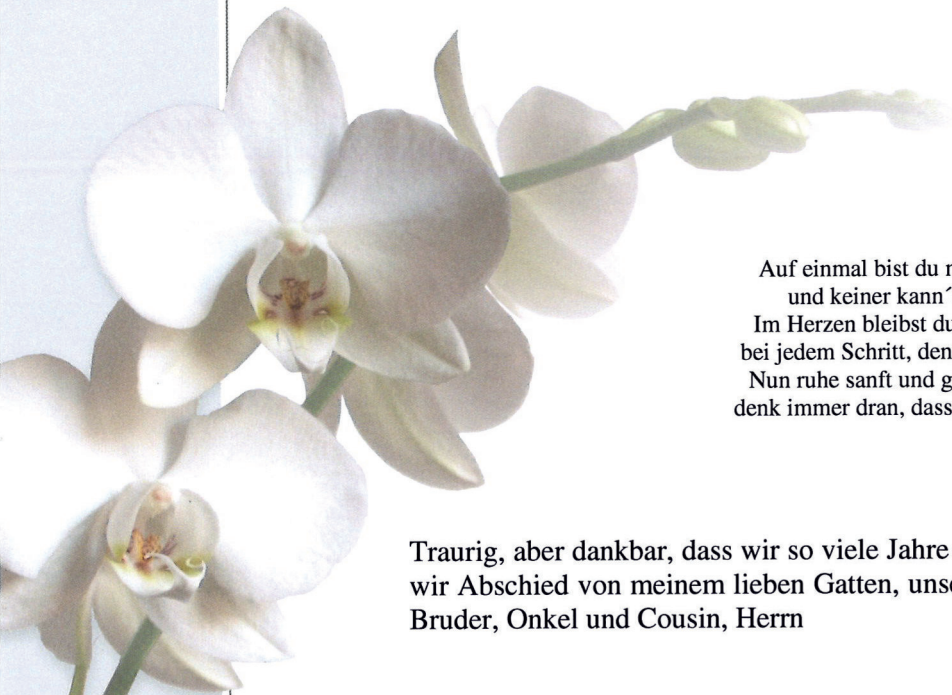 Auf einmal bist du
und keiner kann´
Im Herzen bleibst du
bei jedem Schritt, den
Nun ruhe sanft und
denk immer dran, dass
Traurig, aber dankbar, dass wir so viele Jahre
wir Abschied von meinem lieben Gatten,
Bruder, Onkel und Cousin, Herrn